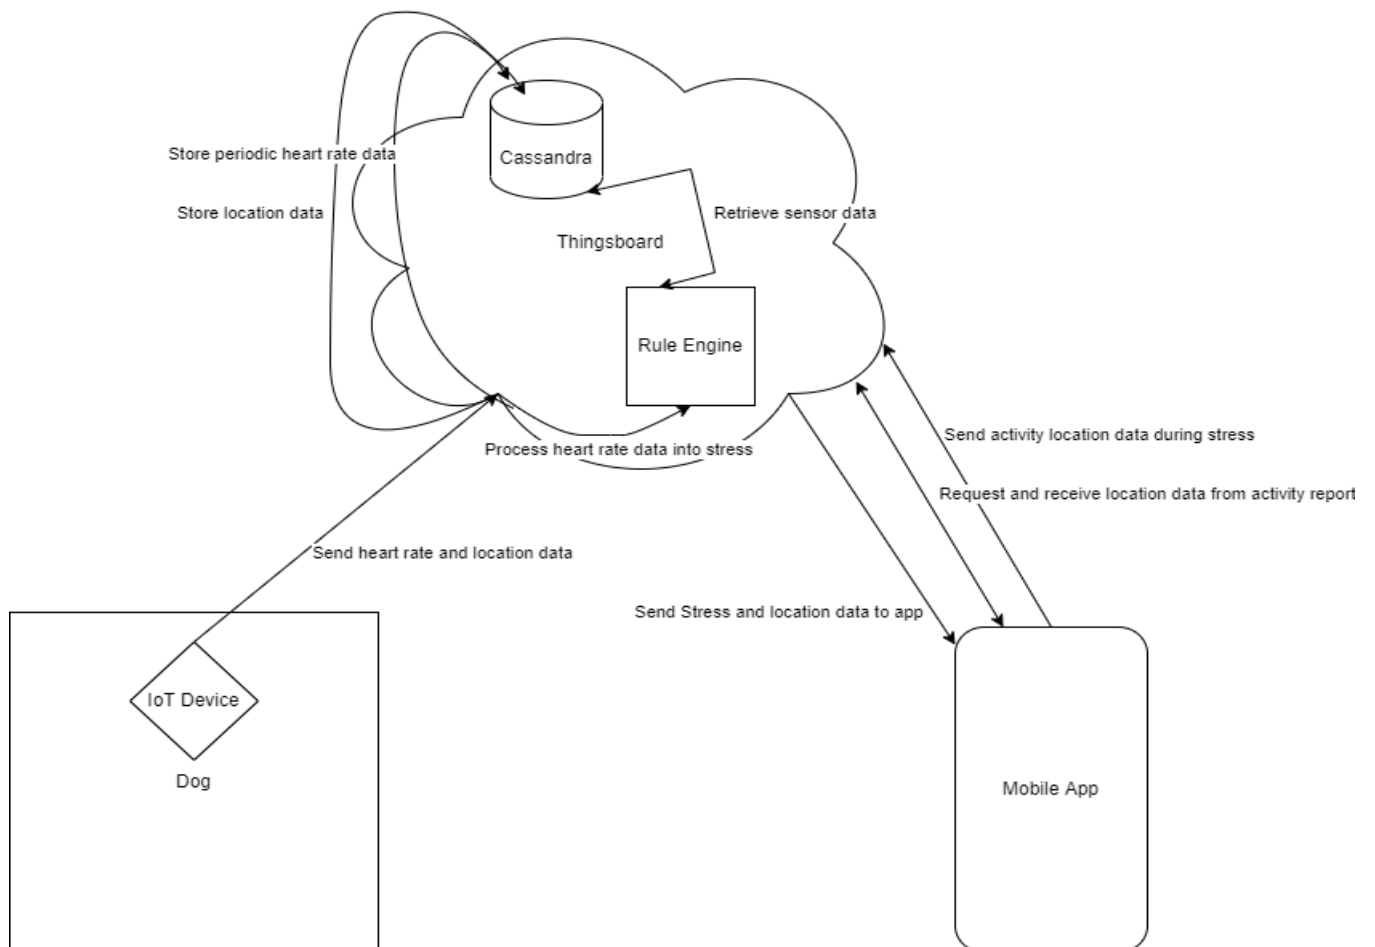 Store periodic heart rate data
Cassandra
Store location data
Retrieve sensor data
Thingsboard
Rule Engine
Send activity location data during stress
Process heart rate data into stress
Request and receive location data from activity report
Send heart rate and location data
Send Stress and location data to app
IoT Device
Dog
Mobile App